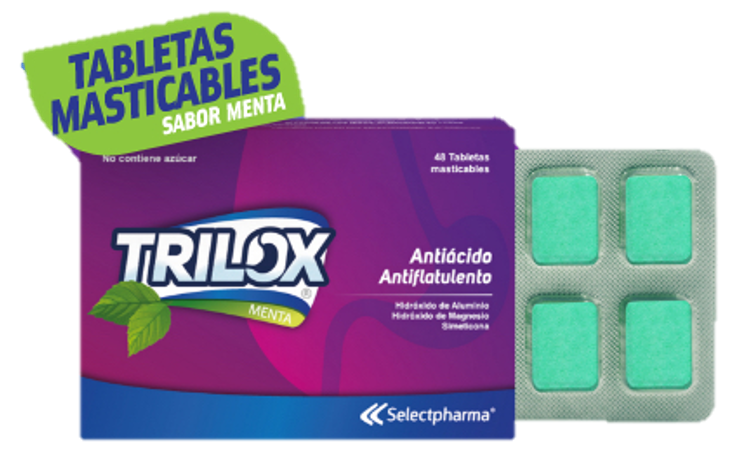 TABLETAS
MASTICABLES
SABOR MENTA
No contiene azúcar
48 Tabletas
masticables
TRILOX
®
MENTA
Antiácido
Antiflatulento
Hidróxido de Aluminio
Hidróxido de Magnesio
Simeticona
Selectpharma®